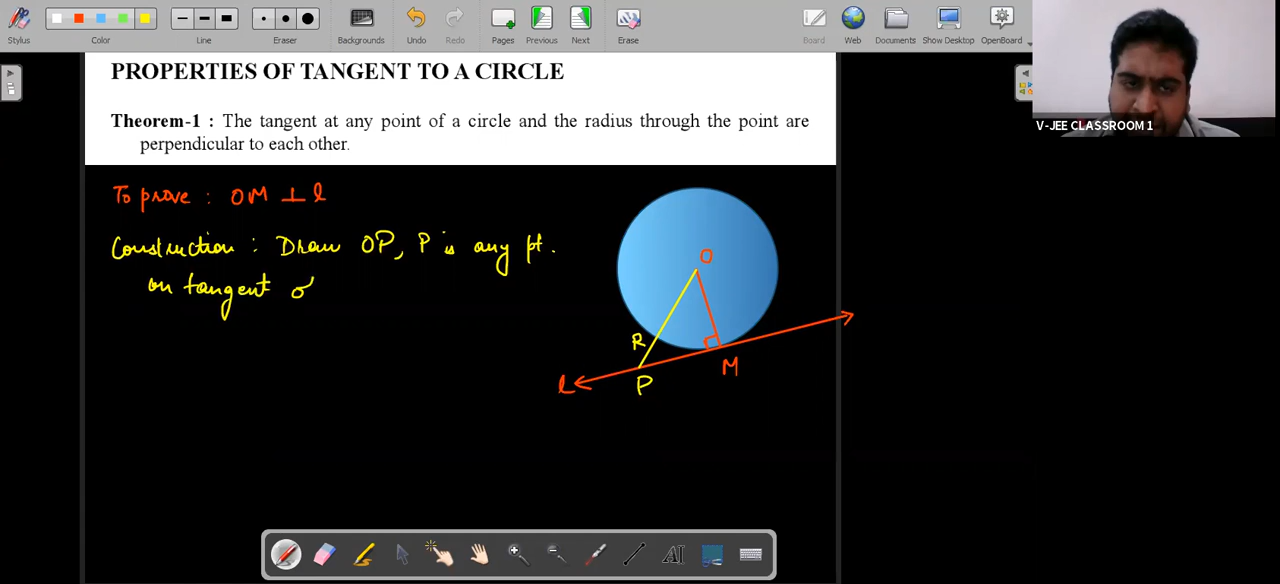 Stylus Color Line Eraser Backgrounds Undo Redo Pages Previous Next Erase Board Web Documents Show Desktop OpenBoard
PROPERTIES OF TANGENT TO A CIRCLE
Theorem-1 : The tangent at any point of a circle and the radius through the point are
perpendicular to each other.
V-JEE CLASSROOM 1
To prove : OM ⊥ l
Construction : Draw OP, P is any pt.
on tangent
O
R
M
l
P
AI